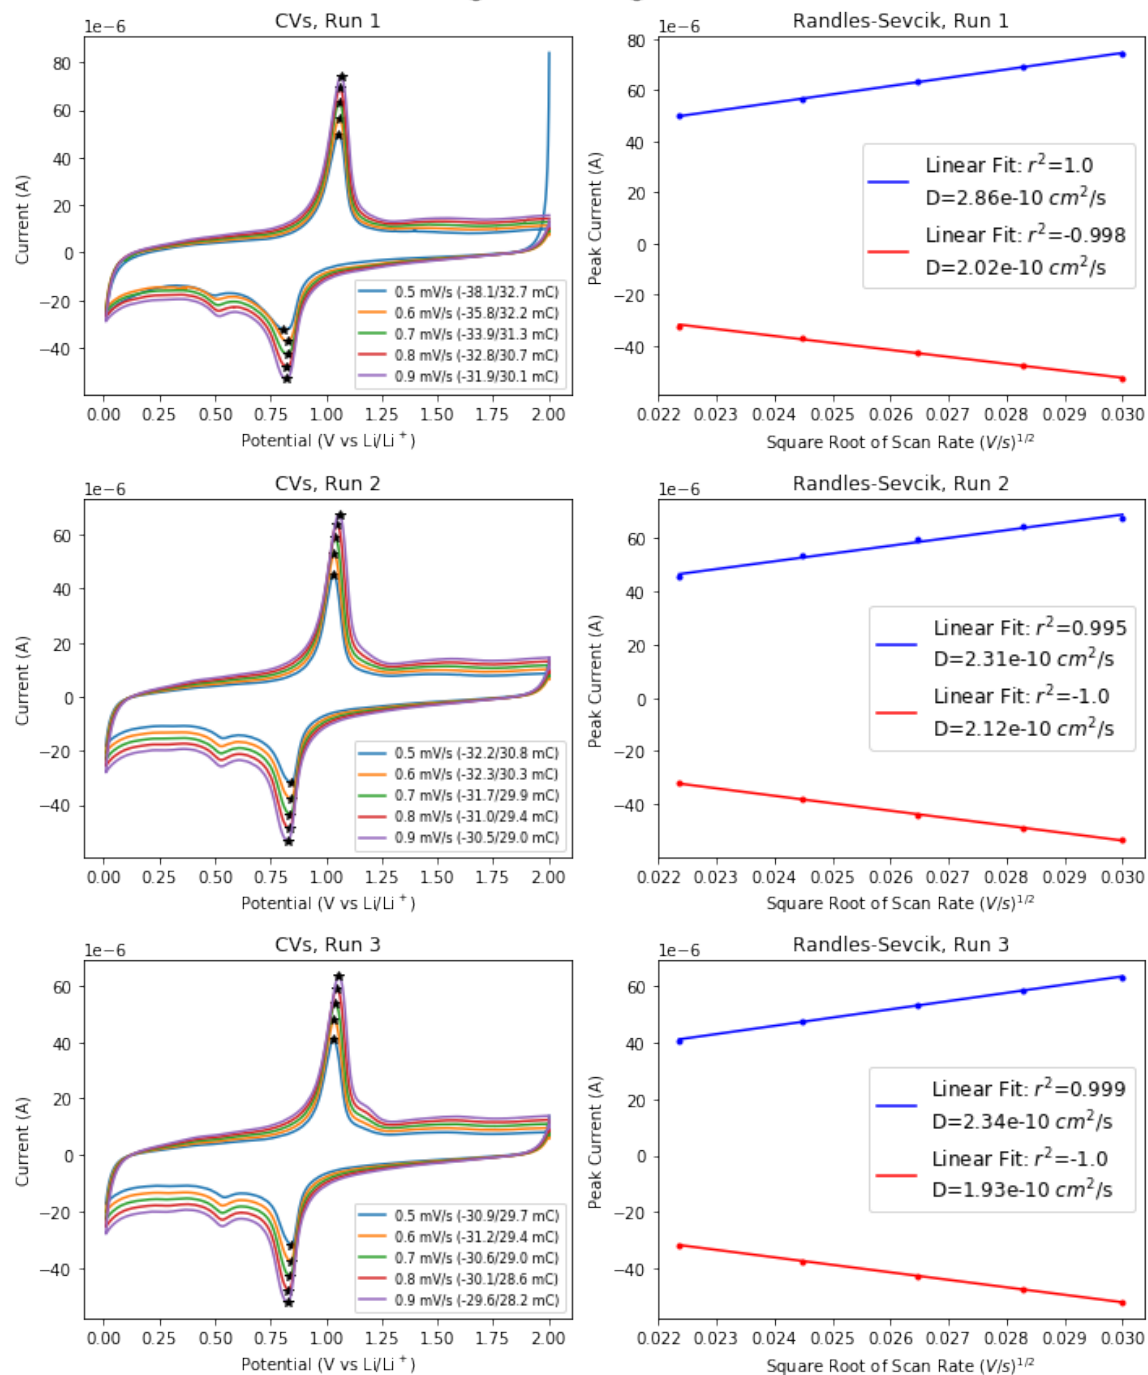 CVs, Run 1
1e−6
Current (A)
80
60
40
20
0
−20
−40
0.5 mV/s (-38.1/32.7 mC)
0.6 mV/s (-35.8/32.2 mC)
0.7 mV/s (-33.9/31.3 mC)
0.8 mV/s (-32.8/30.7 mC)
0.9 mV/s (-31.9/30.1 mC)
0.00 0.25 0.50 0.75 1.00 1.25 1.50 1.75 2.00
Potential (V vs Li/Li⁺)
Randles-Sevcik, Run 1
1e−6
Peak Current (A)
80
60
40
20
0
−20
−40
Linear Fit: r²=1.0
D=2.86e-10 cm²/s
Linear Fit: r²=-0.998
D=2.02e-10 cm²/s
0.022 0.023 0.024 0.025 0.026 0.027 0.028 0.029 0.030
Square Root of Scan Rate (V/s)¹/²
CVs, Run 2
1e−6
Current (A)
60
40
20
0
−20
−40
0.5 mV/s (-32.2/30.8 mC)
0.6 mV/s (-32.3/30.3 mC)
0.7 mV/s (-31.7/29.9 mC)
0.8 mV/s (-31.0/29.4 mC)
0.9 mV/s (-30.5/29.0 mC)
0.00 0.25 0.50 0.75 1.00 1.25 1.50 1.75 2.00
Potential (V vs Li/Li⁺)
Randles-Sevcik, Run 2
1e−6
Peak Current (A)
60
40
20
0
−20
−40
Linear Fit: r²=0.995
D=2.31e-10 cm²/s
Linear Fit: r²=-1.0
D=2.12e-10 cm²/s
0.022 0.023 0.024 0.025 0.026 0.027 0.028 0.029 0.030
Square Root of Scan Rate (V/s)¹/²
CVs, Run 3
1e−6
Current (A)
60
40
20
0
−20
−40
0.5 mV/s (-30.9/29.7 mC)
0.6 mV/s (-31.2/29.4 mC)
0.7 mV/s (-30.6/29.0 mC)
0.8 mV/s (-30.1/28.6 mC)
0.9 mV/s (-29.6/28.2 mC)
0.00 0.25 0.50 0.75 1.00 1.25 1.50 1.75 2.00
Potential (V vs Li/Li⁺)
Randles-Sevcik, Run 3
1e−6
Peak Current (A)
60
40
20
0
−20
−40
Linear Fit: r²=0.999
D=2.34e-10 cm²/s
Linear Fit: r²=-1.0
D=1.93e-10 cm²/s
0.022 0.023 0.024 0.025 0.026 0.027 0.028 0.029 0.030
Square Root of Scan Rate (V/s)¹/²